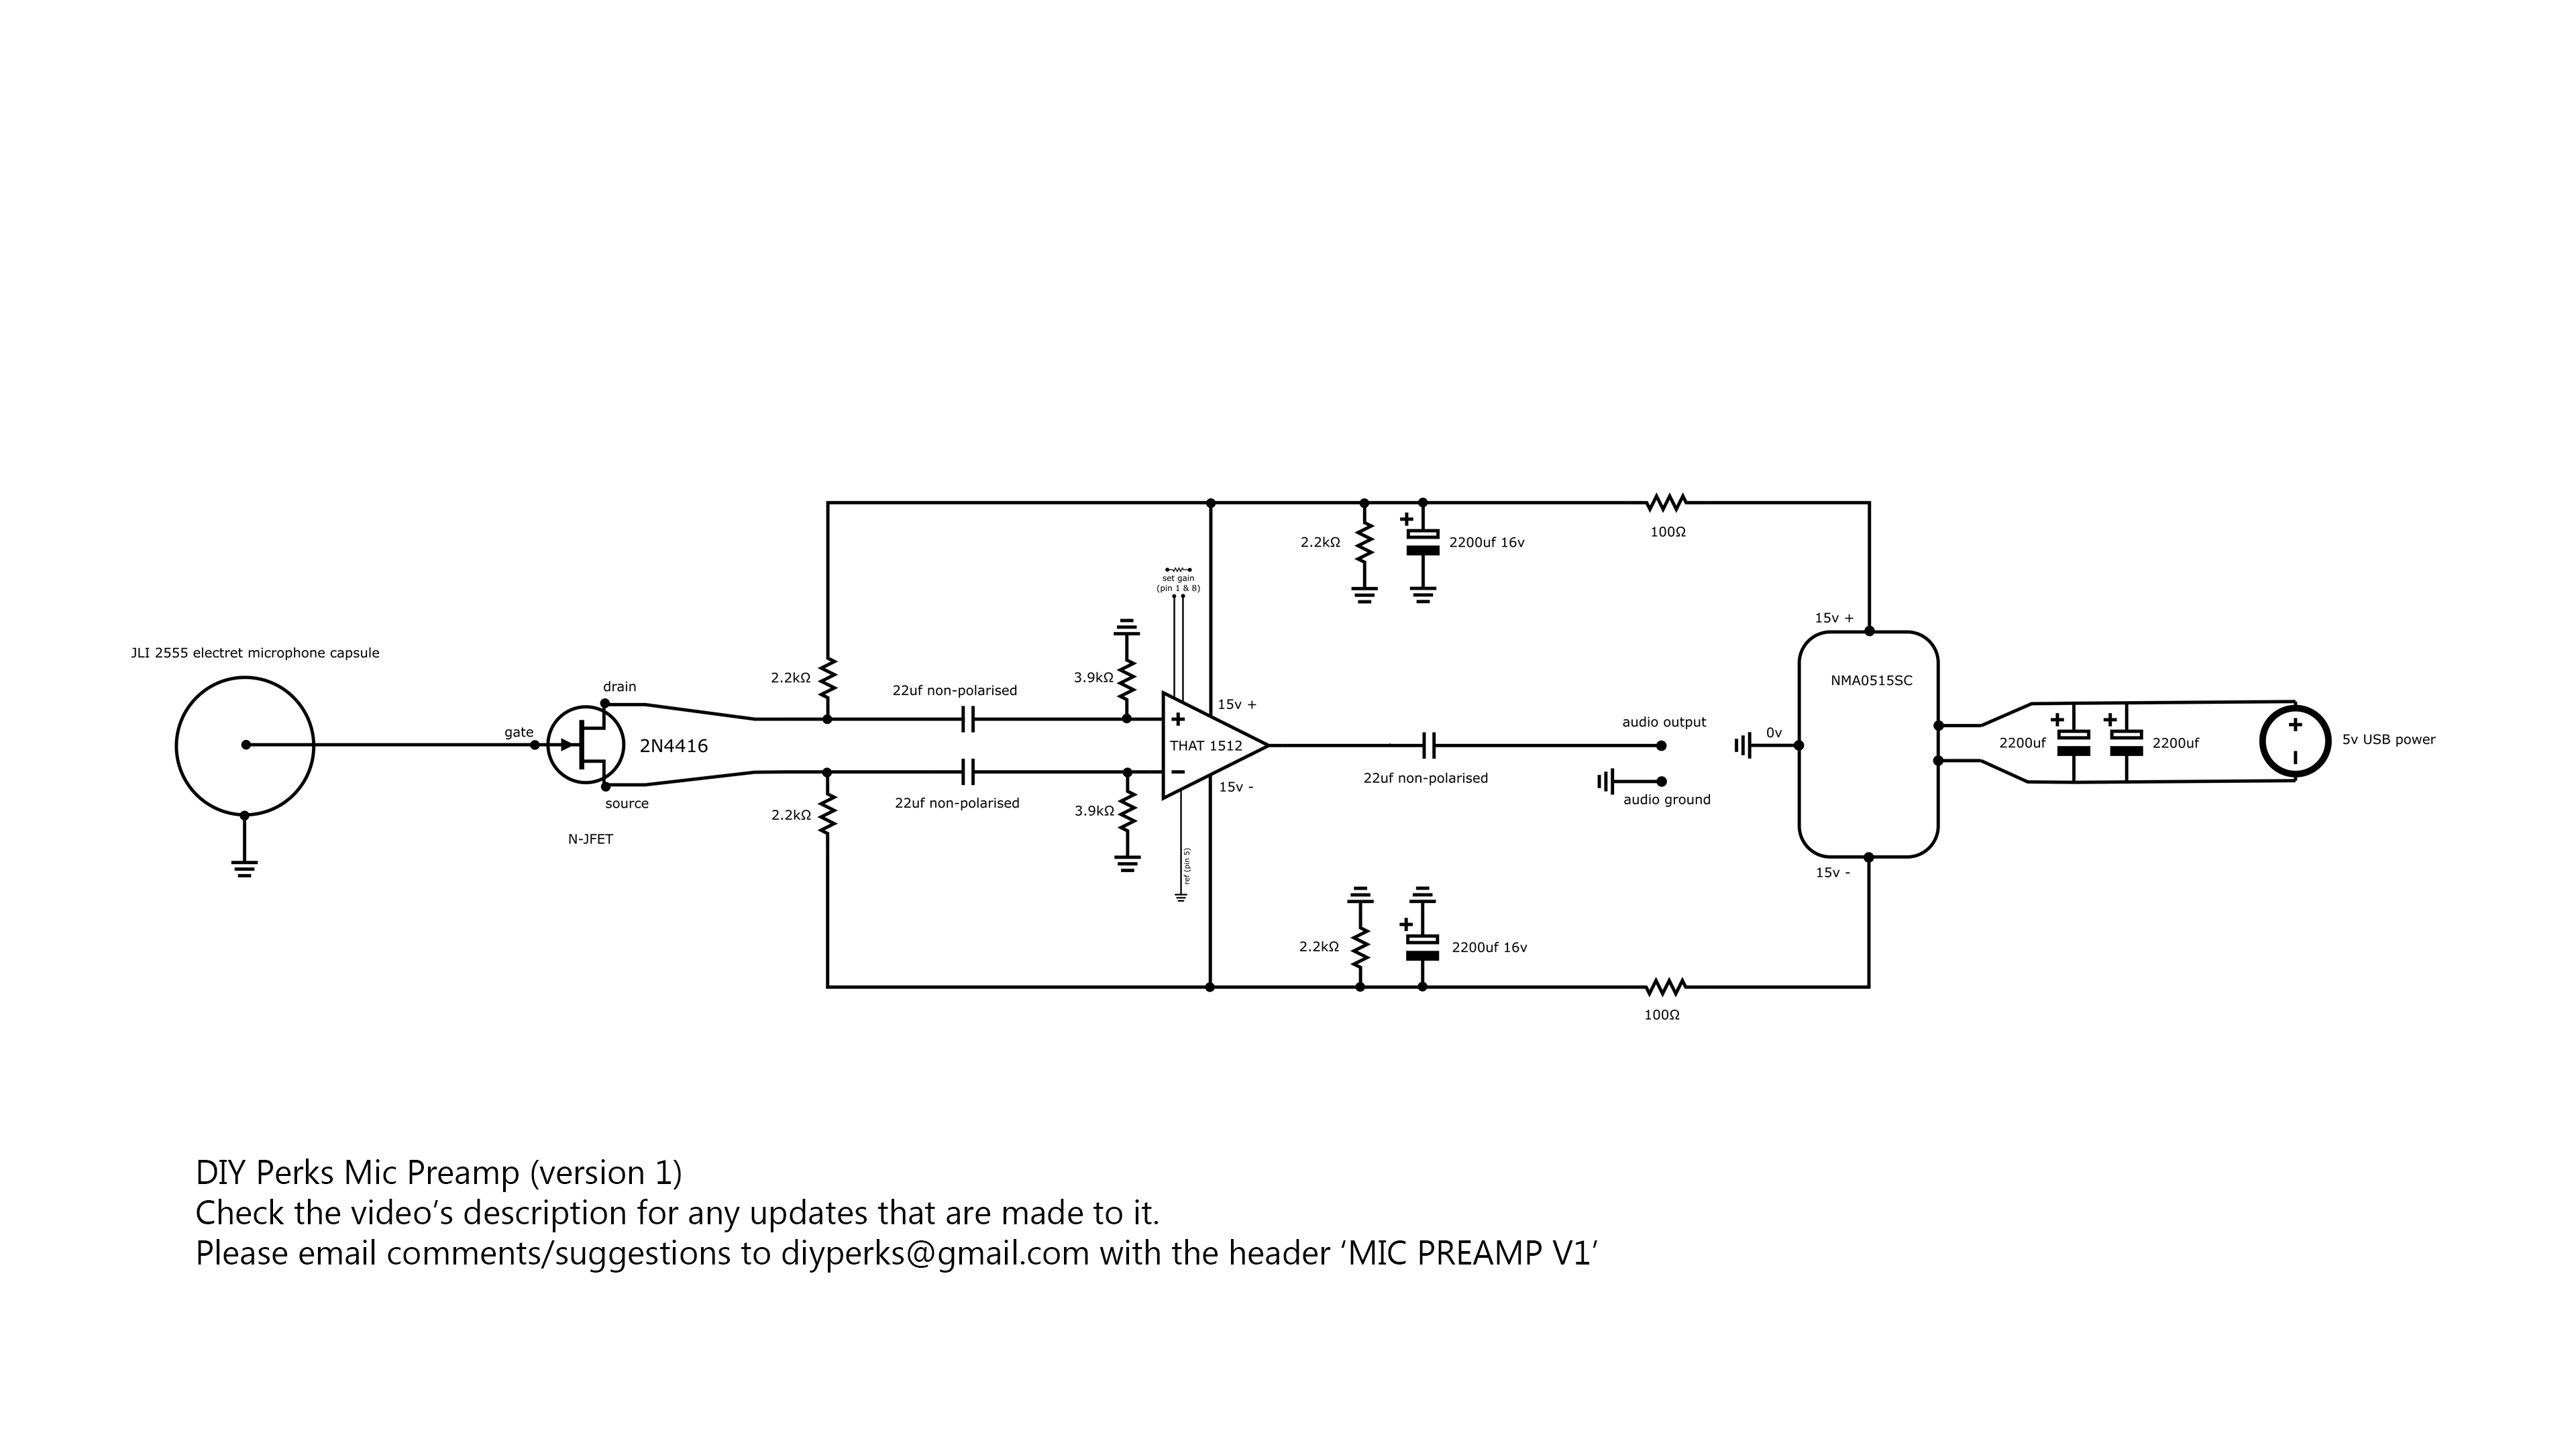 100Ω
2.2kΩ
2200uf 16v
set gain
(pin 1 & 8)
15v +
JLI 2555 electret microphone capsule
drain
2.2kΩ
22uf non-polarised
3.9kΩ
15v +
NMA0515SC
gate
2N4416
THAT 1512
audio output
0v
2200uf
2200uf
5v USB power
22uf non-polarised
source
2.2kΩ
22uf non-polarised
3.9kΩ
15v -
audio ground
N-JFET
ref (pin 5)
15v -
2.2kΩ
2200uf 16v
100Ω
DIY Perks Mic Preamp (version 1)
Check the video’s description for any updates that are made to it.
Please email comments/suggestions to diyperks@gmail.com with the header ‘MIC PREAMP V1’